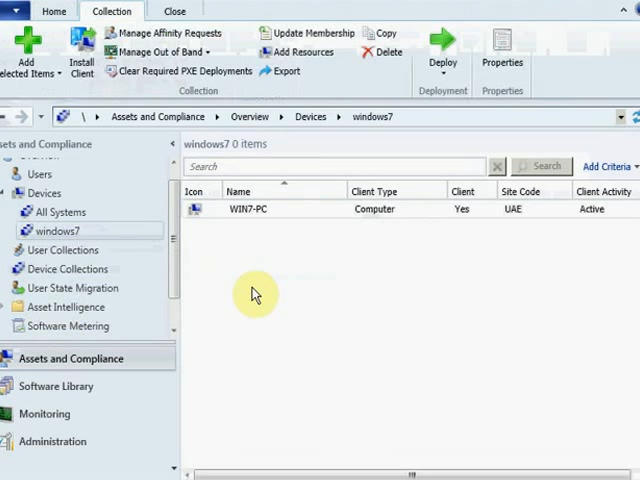 Home Collection Close
Add
elected Items
Install
Client
Manage Affinity Requests
Manage Out of Band
Clear Required PXE Deployments
Update Membership
Add Resources
Export
Copy
Delete
Collection
Deploy
Deployment
Properties
Properties
\ Assets and Compliance Overview Devices windows7
sets and Compliance
Users
Devices
All Systems
windows7
User Collections
Device Collections
User State Migration
Asset Intelligence
Software Metering
Assets and Compliance
Software Library
Monitoring
Administration
windows7 0 items
Search Search Add Criteria
Icon Name Client Type Client Site Code Client Activity
WIN7-PC Computer Yes UAE Active